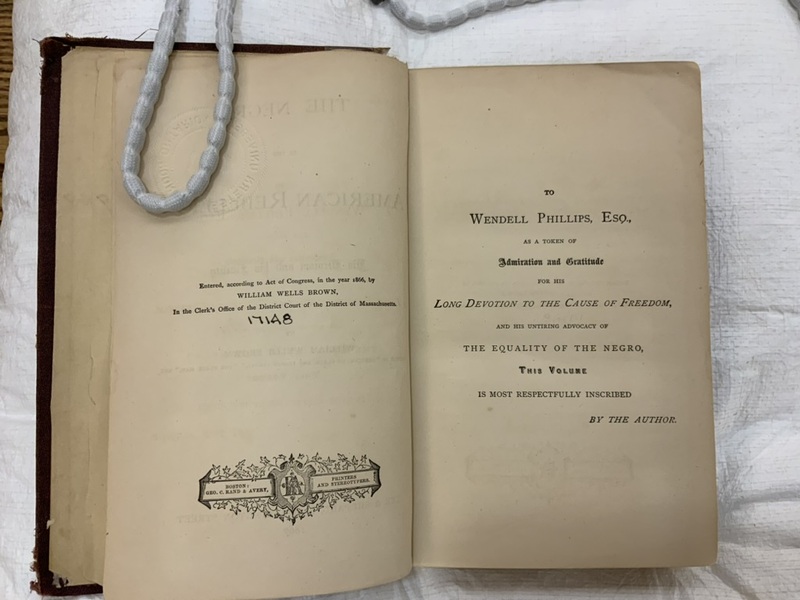 Entered, according to Act of Congress, in the year 1866, by
WILLIAM WELLS BROWN,
In the Clerk's Office of the District Court of the District of Massachusetts.
17148
BOSTON:
GEO. C. RAND & AVERY,
PRINTERS
AND STEREOTYPERS.
TO
WENDELL PHILLIPS, ESQ.,
AS A TOKEN OF
Admiration and Gratitude
FOR HIS
LONG DEVOTION TO THE CAUSE OF FREEDOM,
AND HIS UNTIRING ADVOCACY OF
THE EQUALITY OF THE NEGRO,
THIS VOLUME
IS MOST RESPECTFULLY INSCRIBED
BY THE AUTHOR.